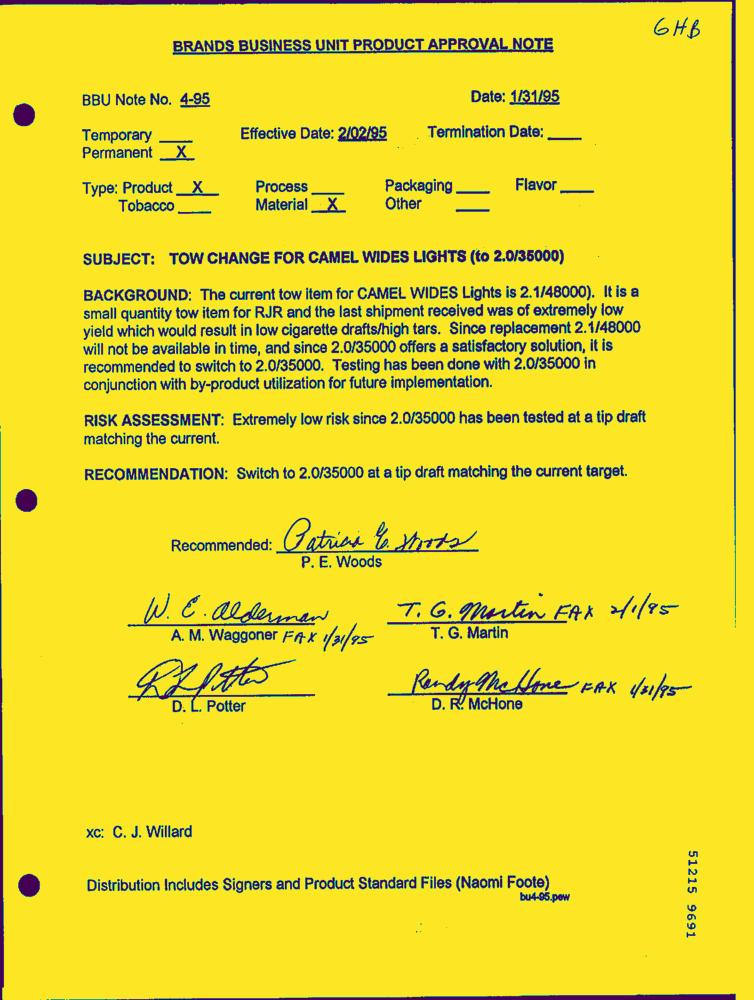 GHB
BRANDS BUSINESS UNIT PRODUCT APPROVAL NOTE
BBU Note No. 4-95 Date: 1/31/95
Temporary ____ Effective Date: 2/02/95 Termination Date: ____
Permanent X
Type: Product X Process ____ Packaging ____ Flavor ____
Tobacco ____ Material X Other ____
SUBJECT: TOW CHANGE FOR CAMEL WIDES LIGHTS (to 2.0/35000)
BACKGROUND: The current tow item for CAMEL WIDES Lights is 2.1/48000). It is a
small quantity tow item for RJR and the last shipment received was of extremely low
yield which would result in low cigarette drafts/high tars. Since replacement 2.1/48000
will not be available in time, and since 2.0/35000 offers a satisfactory solution, it is
recommended to switch to 2.0/35000. Testing has been done with 2.0/35000 in
conjunction with by-product utilization for future implementation.
RISK ASSESSMENT: Extremely low risk since 2.0/35000 has been tested at a tip draft
matching the current.
RECOMMENDATION: Switch to 2.0/35000 at a tip draft matching the current target.
Recommended: Patricia E. Woods
P. E. Woods
W. E. Alderman T. G. Martin FAX 2/1/95
A. M. Waggoner FAX 1/31/95 T. G. Martin
R L Potter Randy McHone FAX 1/31/95
D. L. Potter D. R. McHone
xc: C. J. Willard
Distribution Includes Signers and Product Standard Files (Naomi Foote)
bu4-95.pew
51215 9691